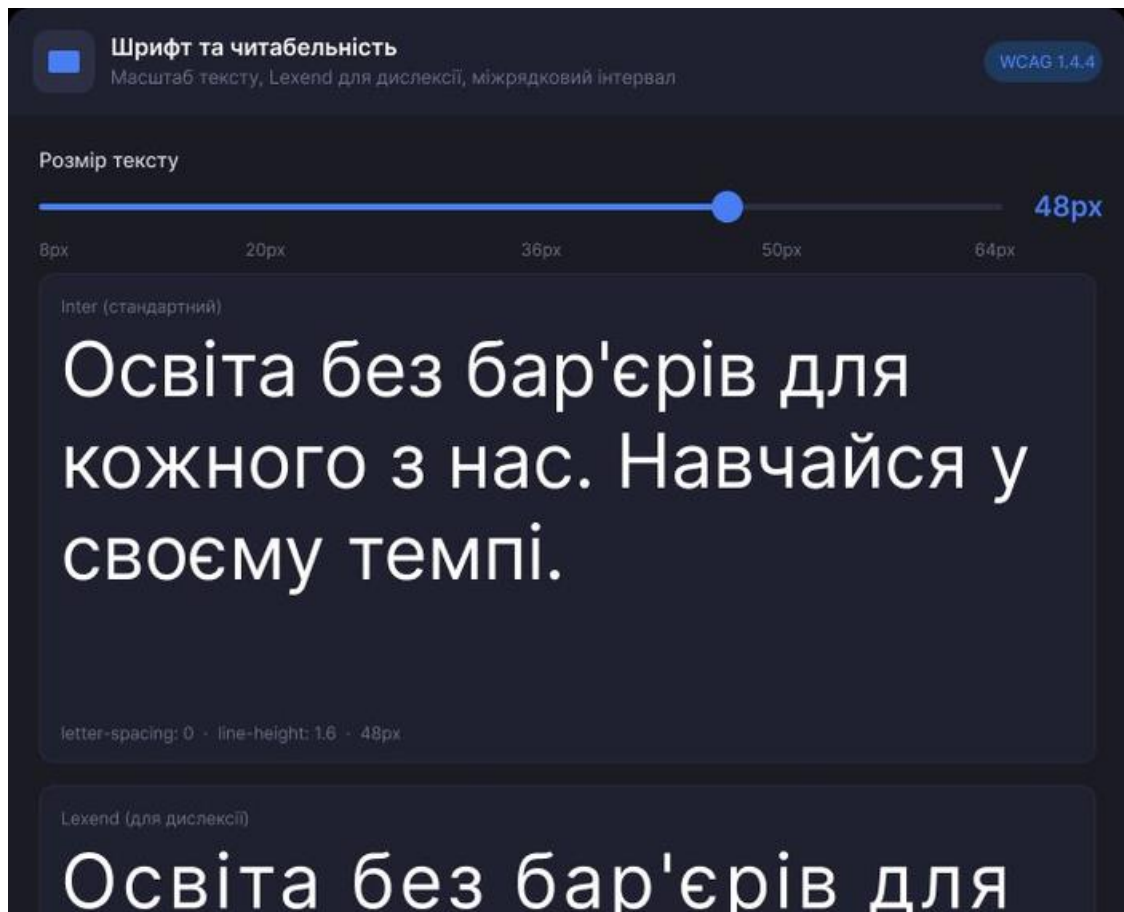 Шрифт та читабельність
Масштаб тексту, Lexend для дислексії, міжрядковий інтервал
WCAG 1.4.4
Розмір тексту
48px
8px 20px 36px 50px 64px
Inter (стандартний)
Освіта без бар'єрів для
кожного з нас. Навчайся у
своєму темпі.
letter-spacing: 0 · line-height: 1.6 · 48px
Lexend (для дислексії)
Освіта без бар'єрів для